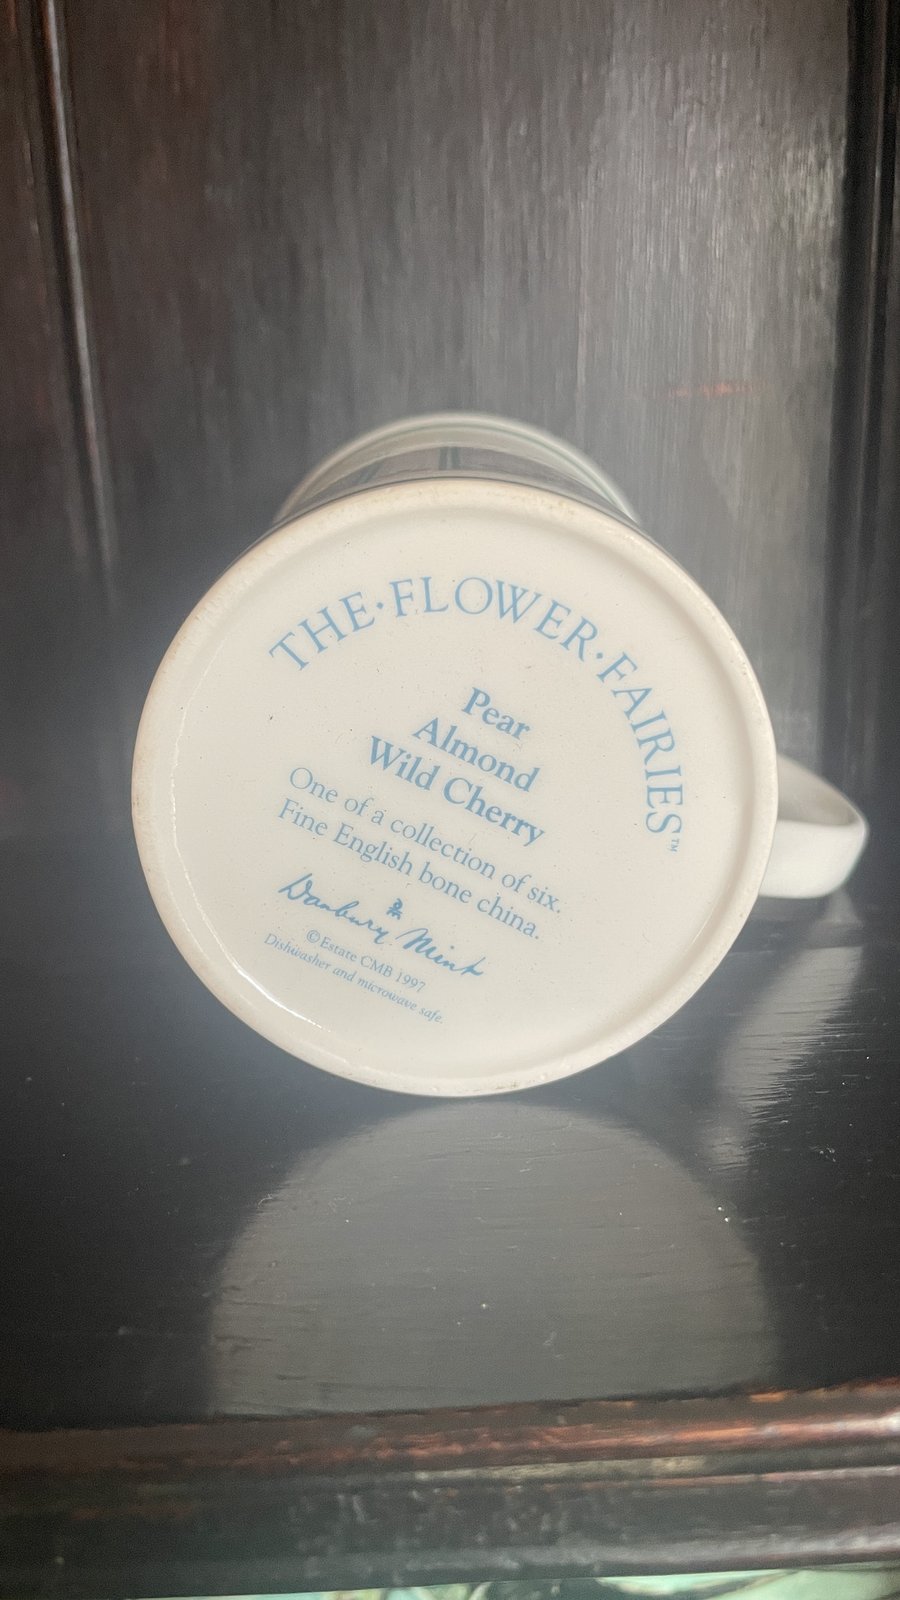 THE·FLOWER·FAIRIES™
Pear
Almond
Wild Cherry
One of a collection of six.
Fine English bone china.
Danbury Mint
© Estate CMB 1997
Dishwasher and microwave safe.